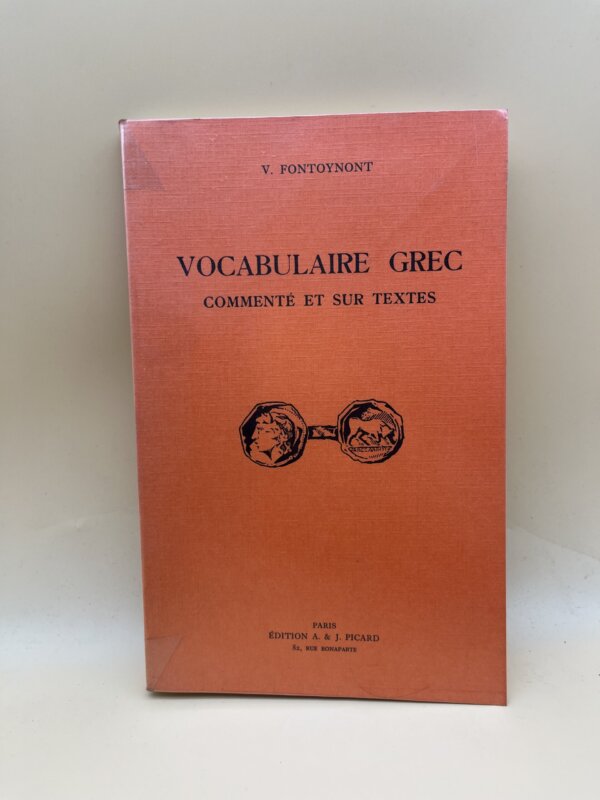 V. FONTOYNONT
VOCABULAIRE GREC
COMMENTÉ ET SUR TEXTES
PARIS
ÉDITION A. & J. PICARD
82, RUE BONAPARTE